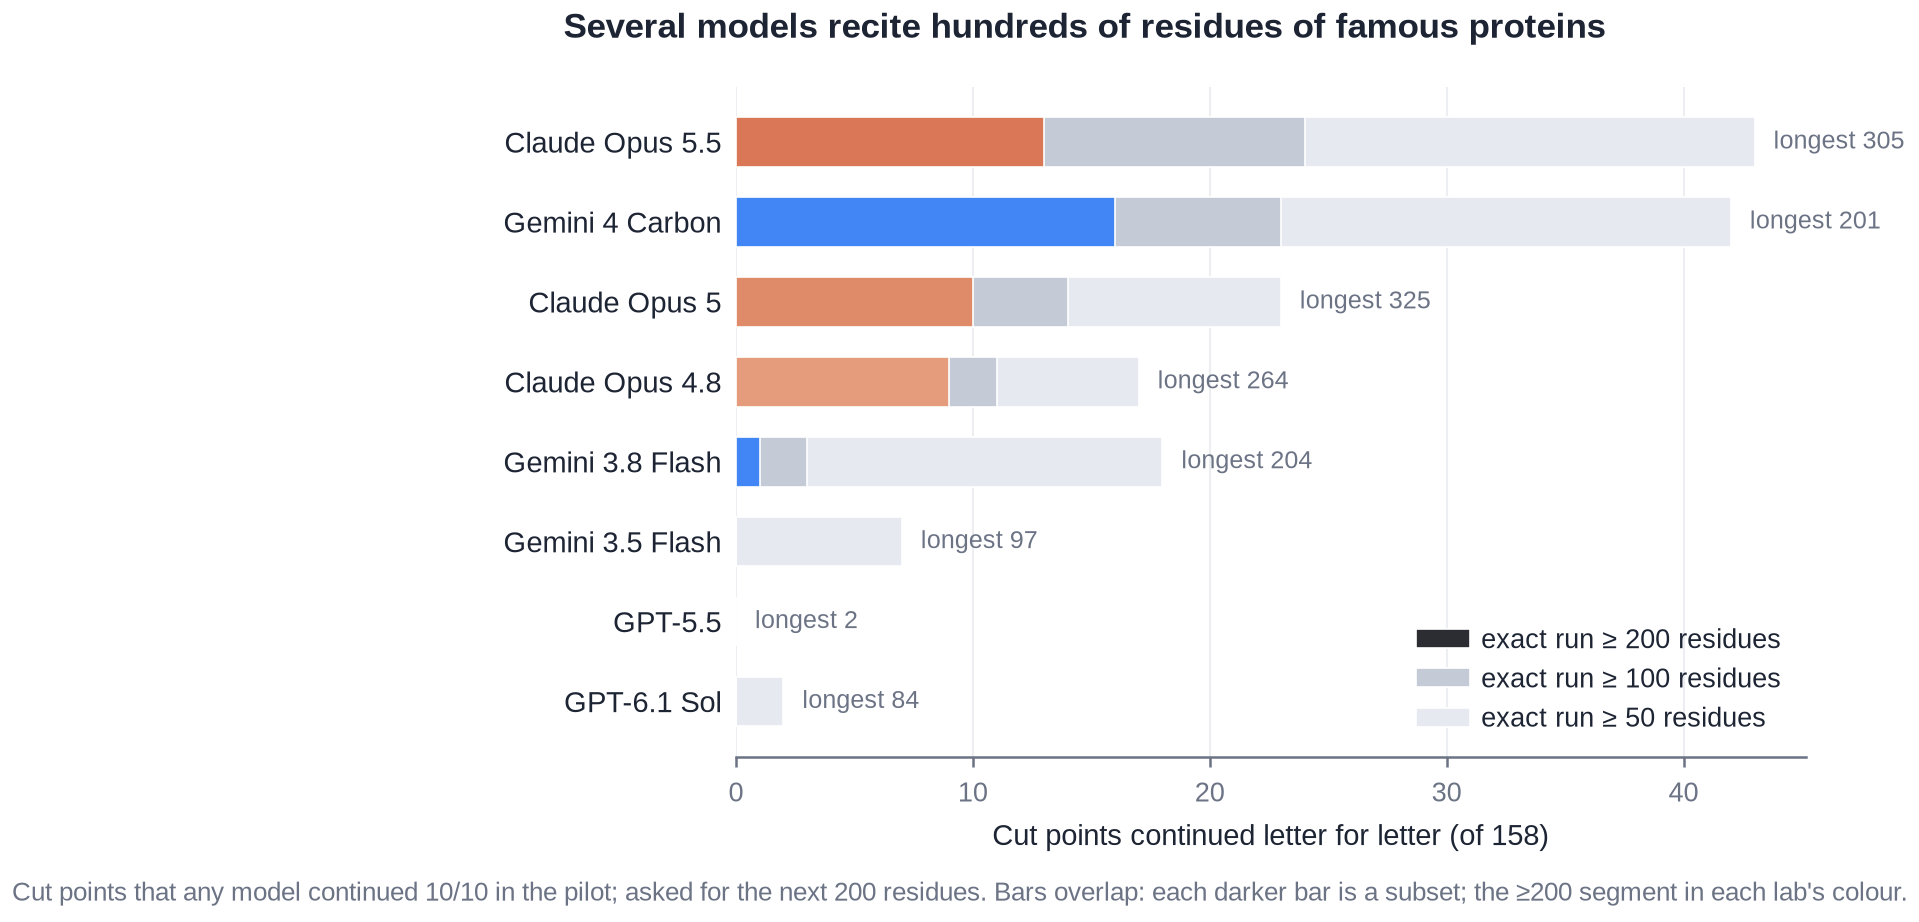 Several models recite hundreds of residues of famous proteins
Claude Opus 5.5
longest 305
Gemini 4 Carbon
longest 201
Claude Opus 5
longest 325
Claude Opus 4.8
longest 264
Gemini 3.8 Flash
longest 204
Gemini 3.5 Flash
longest 97
GPT-5.5
longest 2
GPT-6.1 Sol
longest 84
exact run ≥ 200 residues
exact run ≥ 100 residues
exact run ≥ 50 residues
0 10 20 30 40
Cut points continued letter for letter (of 158)
Cut points that any model continued 10/10 in the pilot; asked for the next 200 residues. Bars overlap: each darker bar is a subset; the ≥200 segment in each lab's colour.